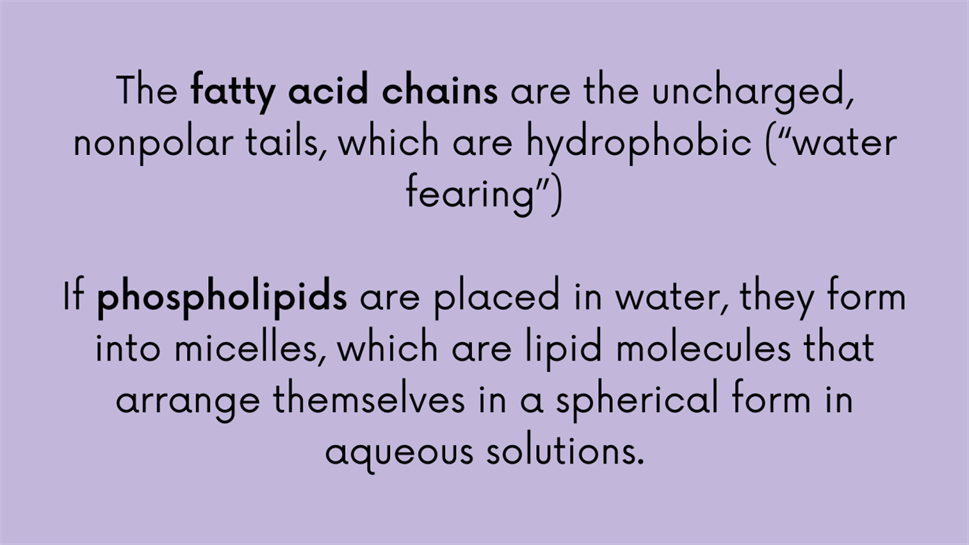 The fatty acid chains are the uncharged,
nonpolar tails, which are hydrophobic (“water
fearing”)
If phospholipids are placed in water, they form
into micelles, which are lipid molecules that
arrange themselves in a spherical form in
aqueous solutions.